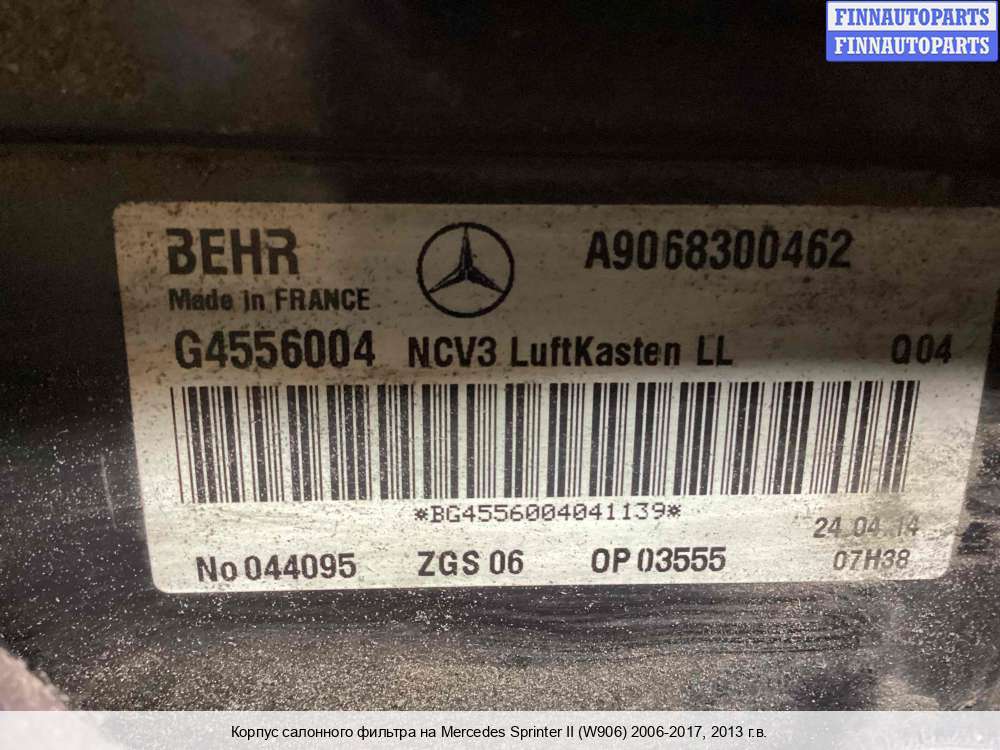 FINNAUTOPARTS
FINNAUTOPARTS
BEHR A9068300462
Made in FRANCE
G4556004 NCV3 LuftKasten LL Q04
*BG4556004041139*
24.04.14
No 044095 ZGS 06 OP 03555 07H38
Корпус салонного фильтра на Mercedes Sprinter II (W906) 2006-2017, 2013 г.в.